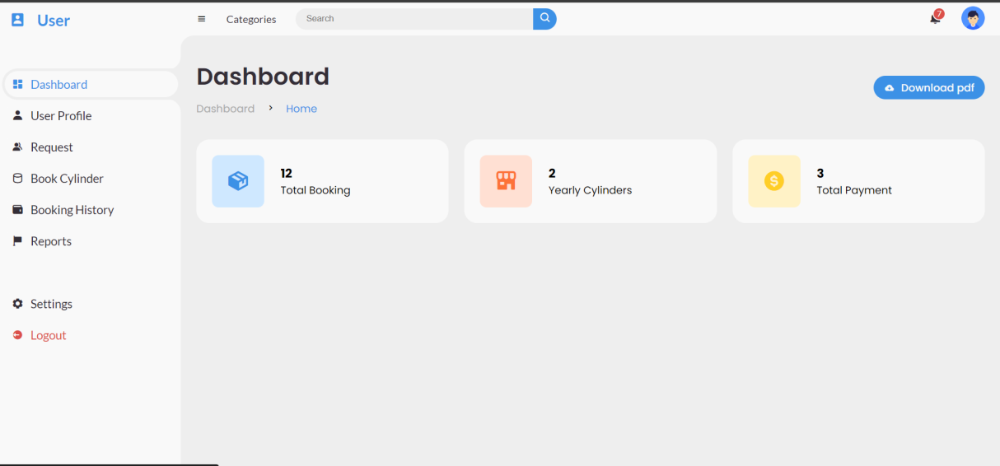 User
Categories
Search
7
Dashboard
User Profile
Request
Book Cylinder
Booking History
Reports
Settings
Logout
Dashboard
Dashboard > Home
Download pdf
12
Total Booking
2
Yearly Cylinders
3
Total Payment